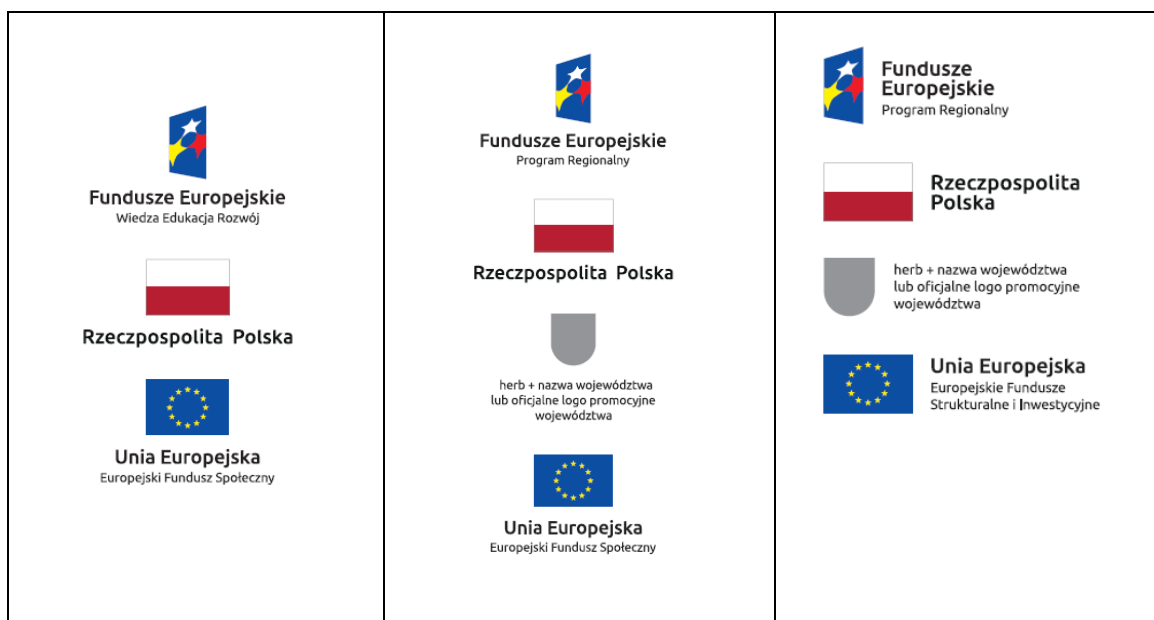 Fundusze Europejskie
Wiedza Edukacja Rozwój
Rzeczpospolita Polska
Unia Europejska
Europejski Fundusz Społeczny
Fundusze Europejskie
Program Regionalny
Rzeczpospolita Polska
herb + nazwa województwa
lub oficjalne logo promocyjne
województwa
Unia Europejska
Europejski Fundusz Społeczny
Fundusze
Europejskie
Program Regionalny
Rzeczpospolita
Polska
herb + nazwa województwa
lub oficjalne logo promocyjne
województwa
Unia Europejska
Europejskie Fundusze
Strukturalne i Inwestycyjne